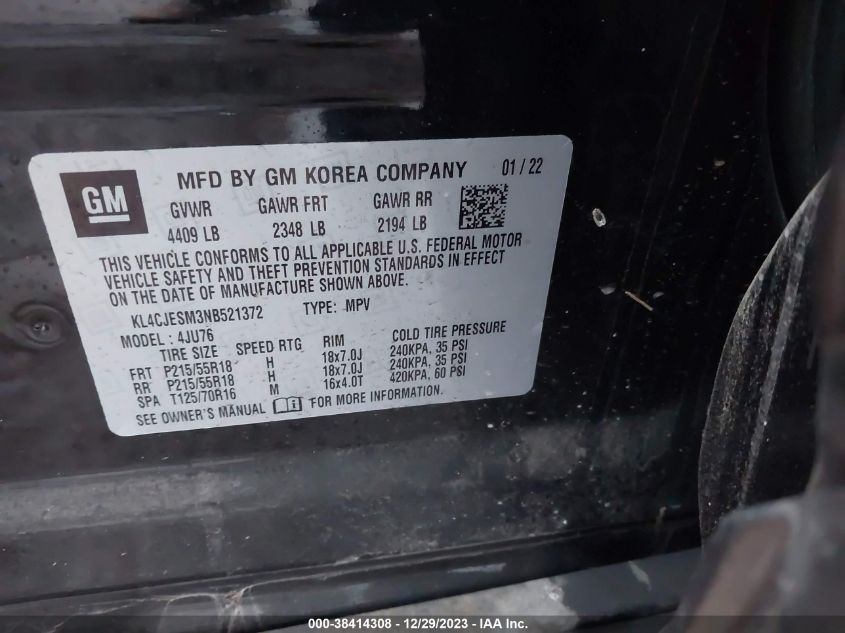 GM
MFD BY GM KOREA COMPANY 01 / 22
GVWR GAWR FRT GAWR RR
4409 LB 2348 LB 2194 LB
THIS VEHICLE CONFORMS TO ALL APPLICABLE U.S. FEDERAL MOTOR
VEHICLE SAFETY AND THEFT PREVENTION STANDARDS IN EFFECT
ON THE DATE OF MANUFACTURE SHOWN ABOVE.
KL4CJESM3NB521372 TYPE: MPV
MODEL : 4JU76
TIRE SIZE SPEED RTG RIM COLD TIRE PRESSURE
FRT P215/55R18 H 18x7.0J 240KPA, 35 PSI
RR P215/55R18 H 18x7.0J 240KPA, 35 PSI
SPA T125/70R16 M 16x4.0T 420KPA, 60 PSI
SEE OWNER'S MANUAL FOR MORE INFORMATION.
000-38414308 - 12/29/2023 - IAA Inc.